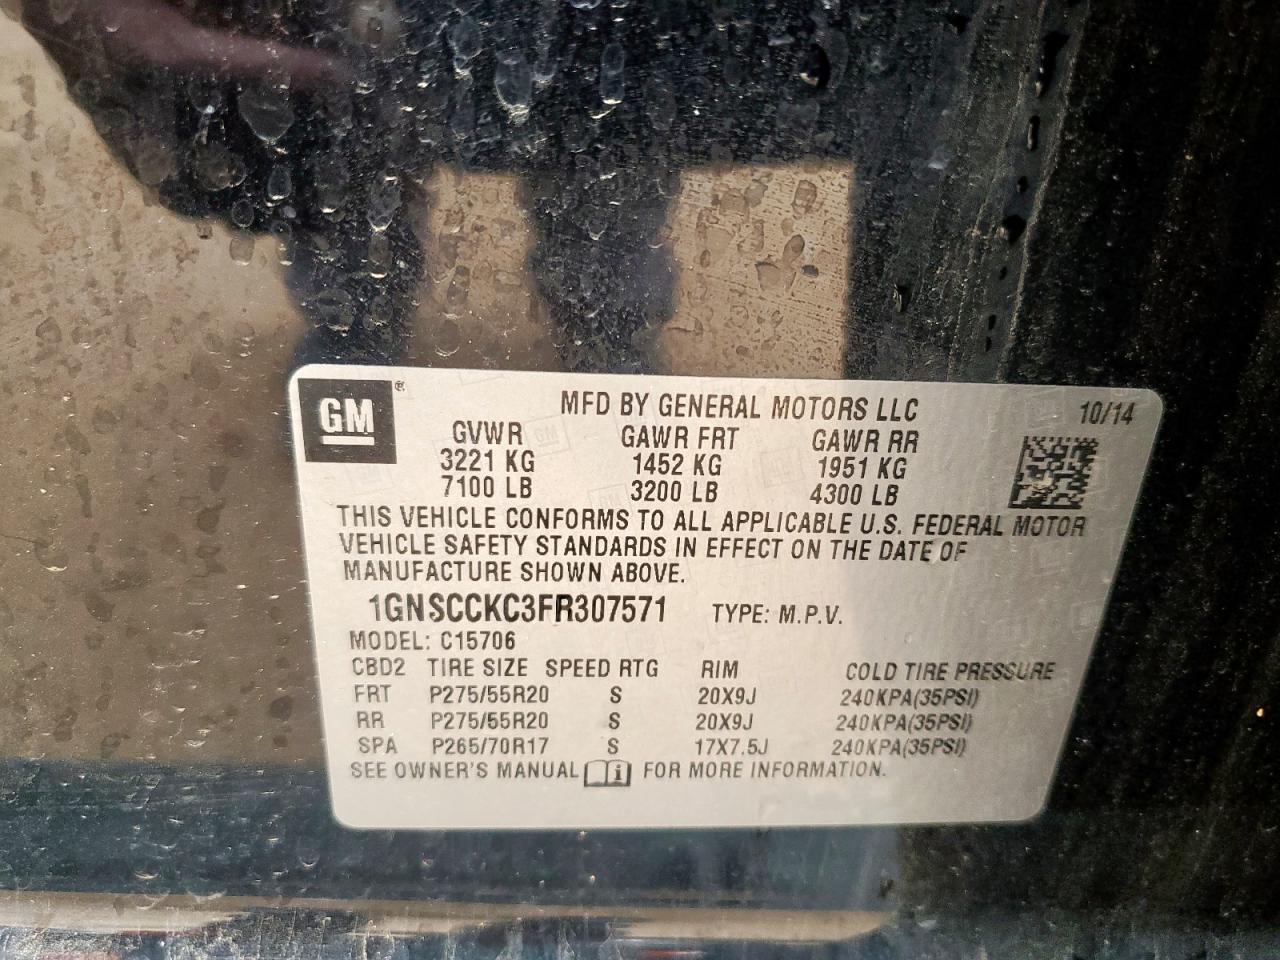 GM ® MFD BY GENERAL MOTORS LLC 10/14
GVWR GAWR FRT GAWR RR
3221 KG 1452 KG 1951 KG
7100 LB 3200 LB 4300 LB
THIS VEHICLE CONFORMS TO ALL APPLICABLE U.S. FEDERAL MOTOR
VEHICLE SAFETY STANDARDS IN EFFECT ON THE DATE OF
MANUFACTURE SHOWN ABOVE.
1GNSCCKC3FR307571 TYPE: M.P.V.
MODEL: C15706
CBD2 TIRE SIZE SPEED RTG RIM COLD TIRE PRESSURE
FRT P275/55R20 S 20X9J 240KPA(35PSI)
RR P275/55R20 S 20X9J 240KPA(35PSI)
SPA P265/70R17 S 17X7.5J 240KPA(35PSI)
SEE OWNER'S MANUAL i FOR MORE INFORMATION.